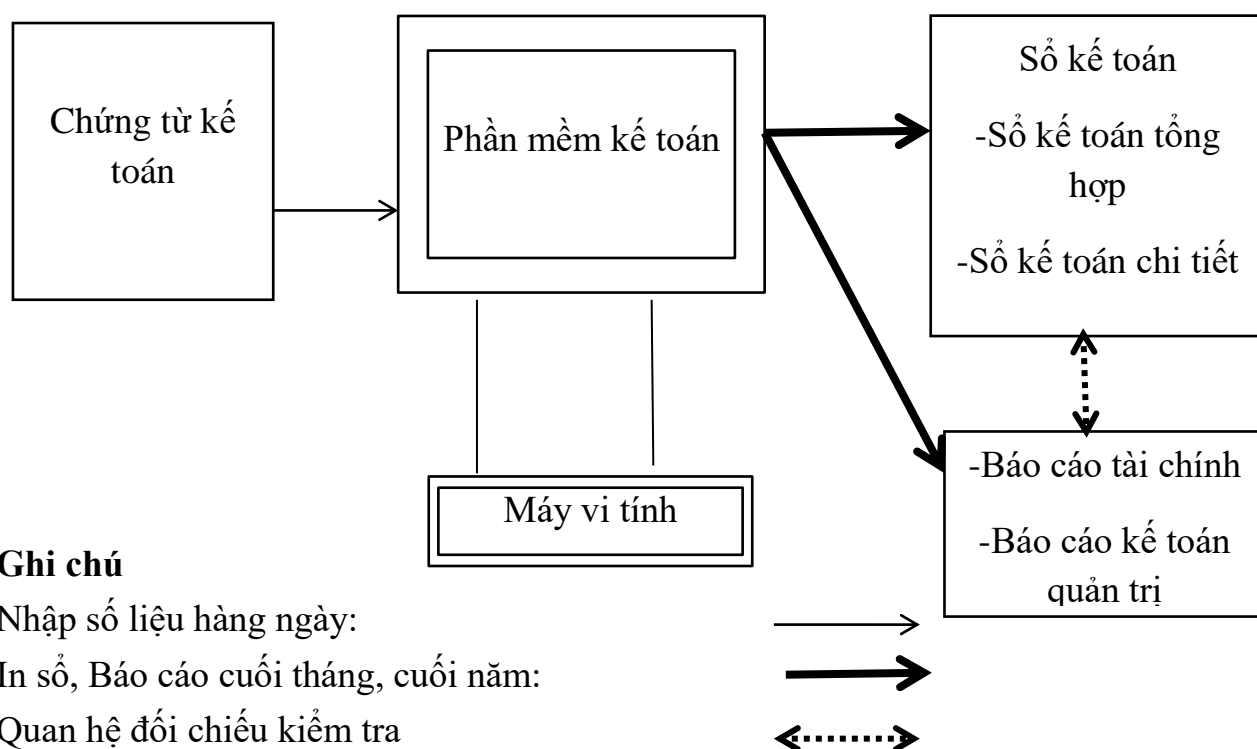 Chứng từ kế
toán
Phần mềm kế toán
Sổ kế toán
-Sổ kế toán tổng
hợp
-Sổ kế toán chi tiết
Máy vi tính
-Báo cáo tài chính
-Báo cáo kế toán
quản trị
Ghi chú
Nhập số liệu hàng ngày:
In sổ, Báo cáo cuối tháng, cuối năm:
Quan hệ đối chiếu kiểm tra